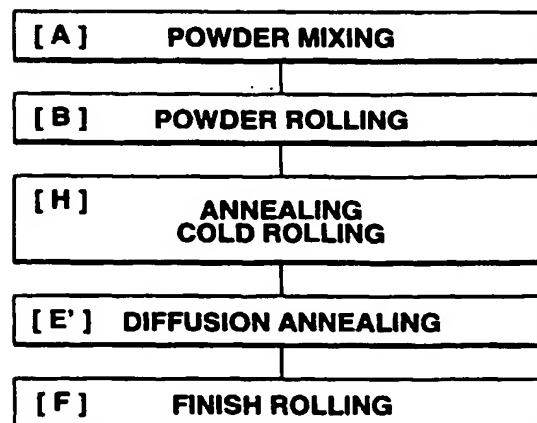 [A] POWDER MIXING
[B] POWDER ROLLING
[H] ANNEALING
COLD ROLLING
[E'] DIFFUSION ANNEALING
[F] FINISH ROLLING